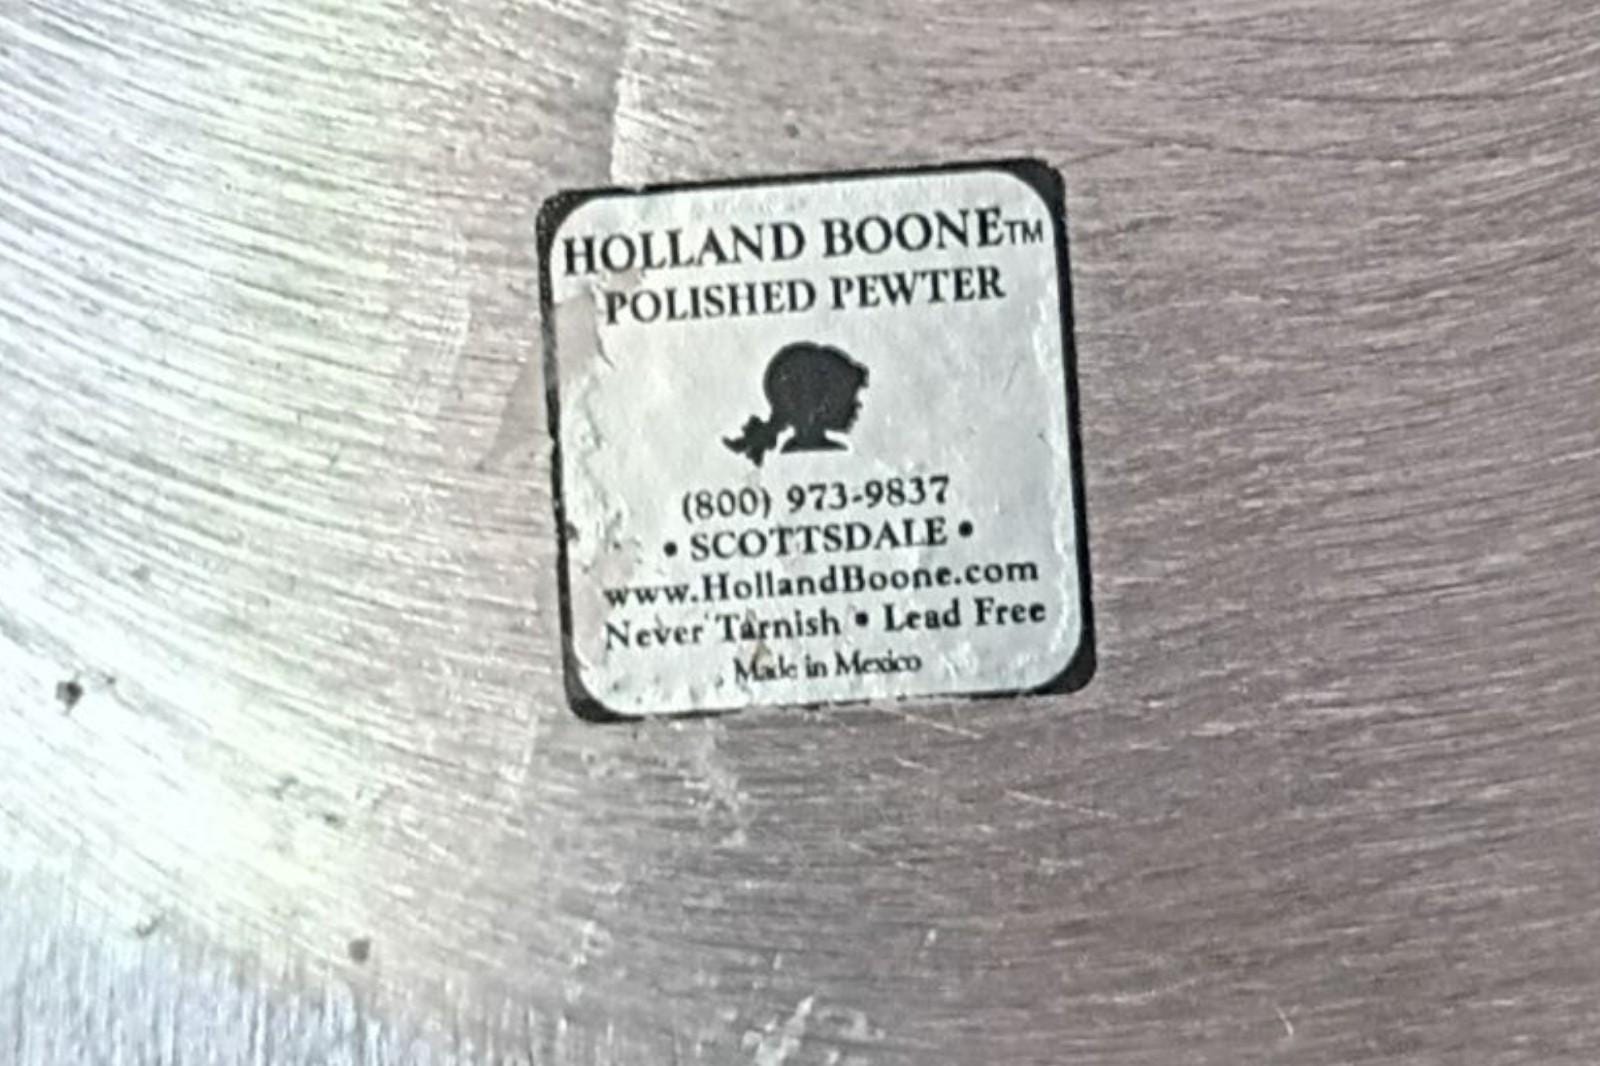 HOLLAND BOONE™
POLISHED PEWTER
(800) 973-9837
• SCOTTSDALE •
www.HollandBoone.com
Never Tarnish • Lead Free
Made in Mexico